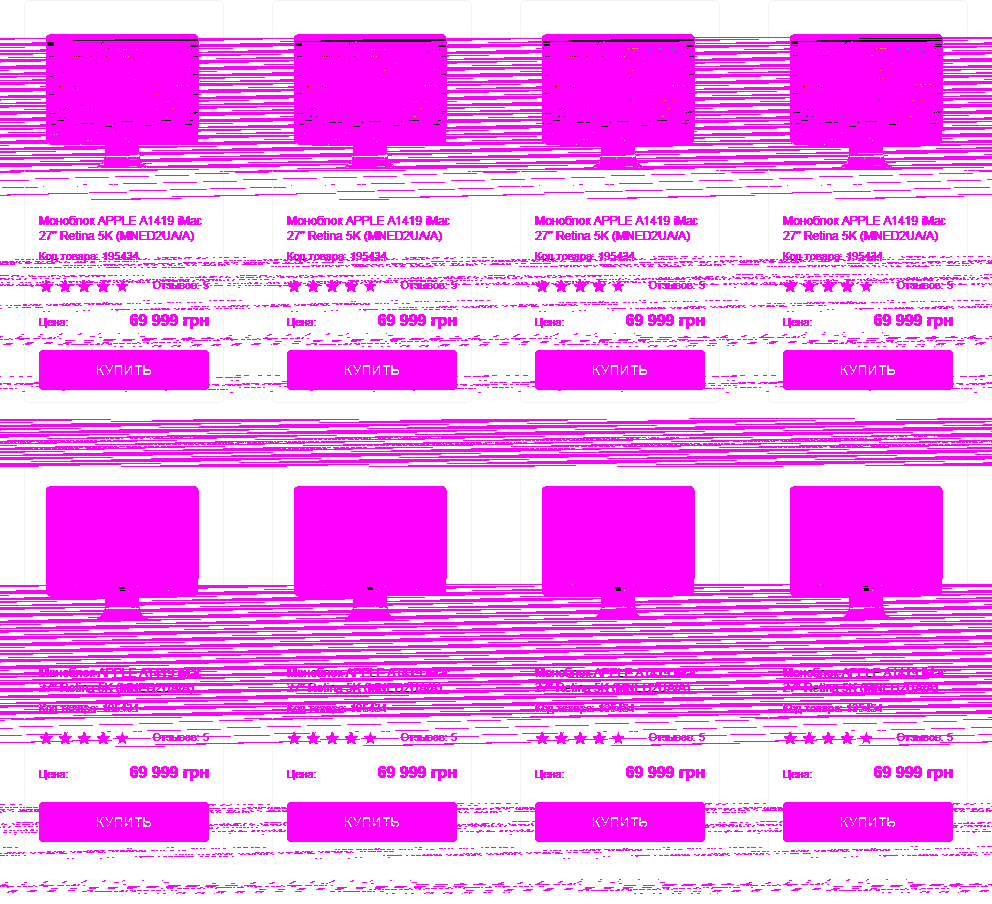 Моноблок APPLE A1419 iMac
27" Retina 5K (MNED2UA/A)
Код товара: 195434
Отзывов: 5
Цена: 69 999 грн
КУПИТЬ
Моноблок APPLE A1419 iMac
27" Retina 5K (MNED2UA/A)
Код товара: 195434
Отзывов: 5
Цена: 69 999 грн
КУПИТЬ
Моноблок APPLE A1419 iMac
27" Retina 5K (MNED2UA/A)
Код товара: 195434
Отзывов: 5
Цена: 69 999 грн
КУПИТЬ
Моноблок APPLE A1419 iMac
27" Retina 5K (MNED2UA/A)
Код товара: 195434
Отзывов: 5
Цена: 69 999 грн
КУПИТЬ
Моноблок APPLE A1419 iMac
27" Retina 5K (MNED2UA/A)
Код товара: 195434
Отзывов: 5
Цена: 69 999 грн
КУПИТЬ
Моноблок APPLE A1419 iMac
27" Retina 5K (MNED2UA/A)
Код товара: 195434
Отзывов: 5
Цена: 69 999 грн
КУПИТЬ
Моноблок APPLE A1419 iMac
27" Retina 5K (MNED2UA/A)
Код товара: 195434
Отзывов: 5
Цена: 69 999 грн
КУПИТЬ
Моноблок APPLE A1419 iMac
27" Retina 5K (MNED2UA/A)
Код товара: 195434
Отзывов: 5
Цена: 69 999 грн
КУПИТЬ